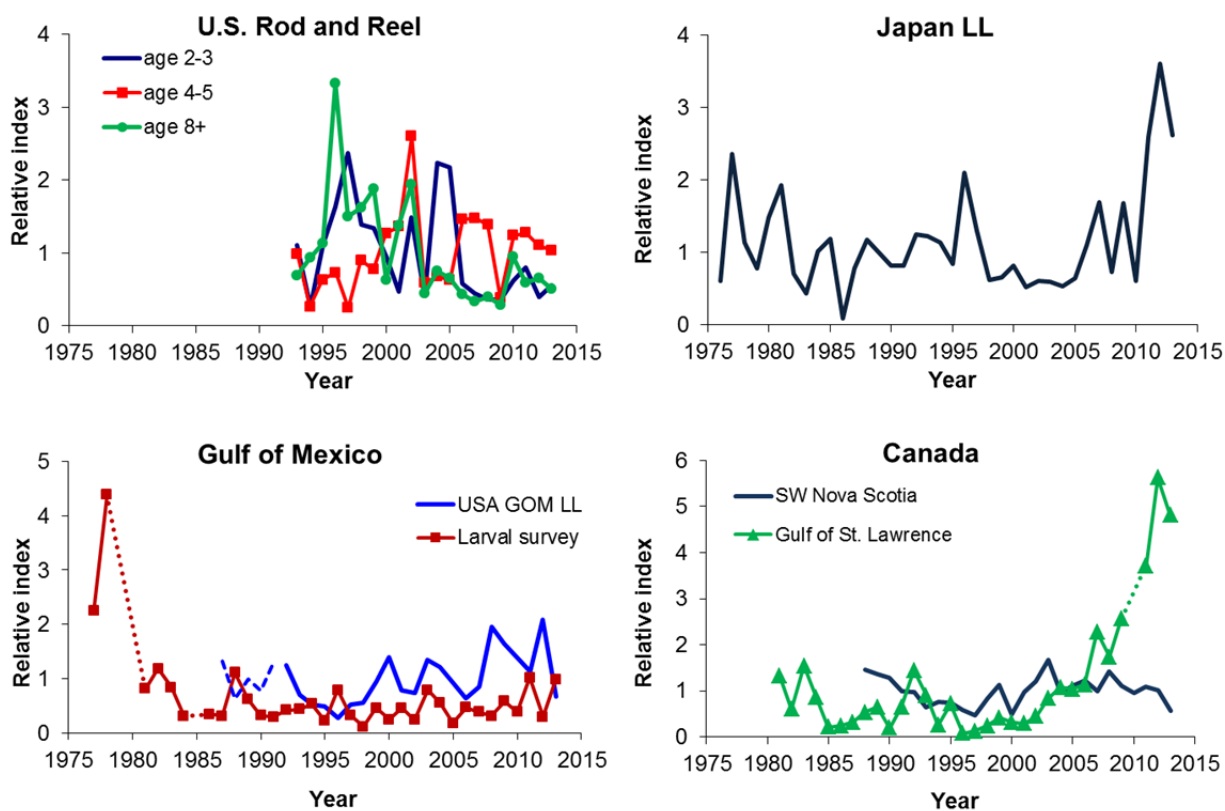 U.S. Rod and Reel
4
3
2
1
0
Relative index
age 2-3
age 4-5
age 8+
1975 1980 1985 1990 1995 2000 2005 2010 2015
Year
Japan LL
4
3
2
1
0
Relative index
1975 1980 1985 1990 1995 2000 2005 2010 2015
Year
Gulf of Mexico
5
4
3
2
1
0
Relative index
USA GOM LL
Larval survey
1975 1980 1985 1990 1995 2000 2005 2010 2015
Year
Canada
6
5
4
3
2
1
0
Relative index
SW Nova Scotia
Gulf of St. Lawrence
1975 1980 1985 1990 1995 2000 2005 2010 2015
Year